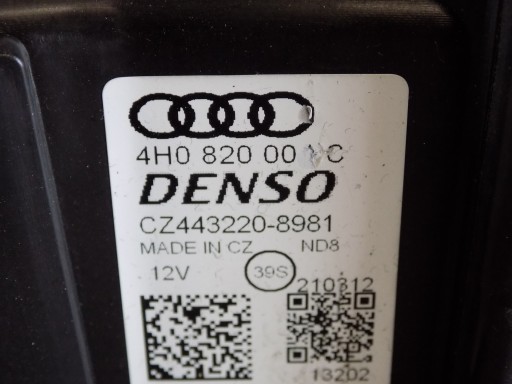 4H0 820 00 C
DENSO
CZ443220-8981
MADE IN CZ ND8
12V 39S
210312
13202